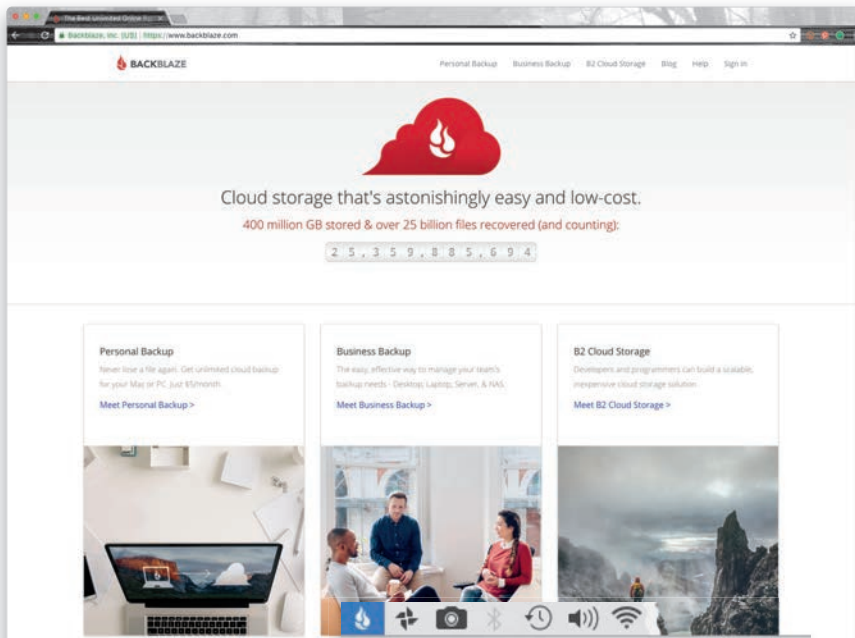 Backblaze, Inc. [US] https://www.backblaze.com
BACKBLAZE
Personal Backup Business Backup B2 Cloud Storage Blog Help Sign In
Cloud storage that's astonishingly easy and low-cost.
400 million GB stored & over 25 billion files recovered (and counting):
25,359,885,694
Personal Backup
Never lose a file again. Get unlimited cloud backup
for your Mac or PC. Just $5/month.
Meet Personal Backup >
Business Backup
The easy, effective way to manage your team's
backup needs - Desktop, Laptop, Server, & NAS.
Meet Business Backup >
B2 Cloud Storage
Developers and programmers can build a scalable,
inexpensive cloud storage solution.
Meet B2 Cloud Storage >